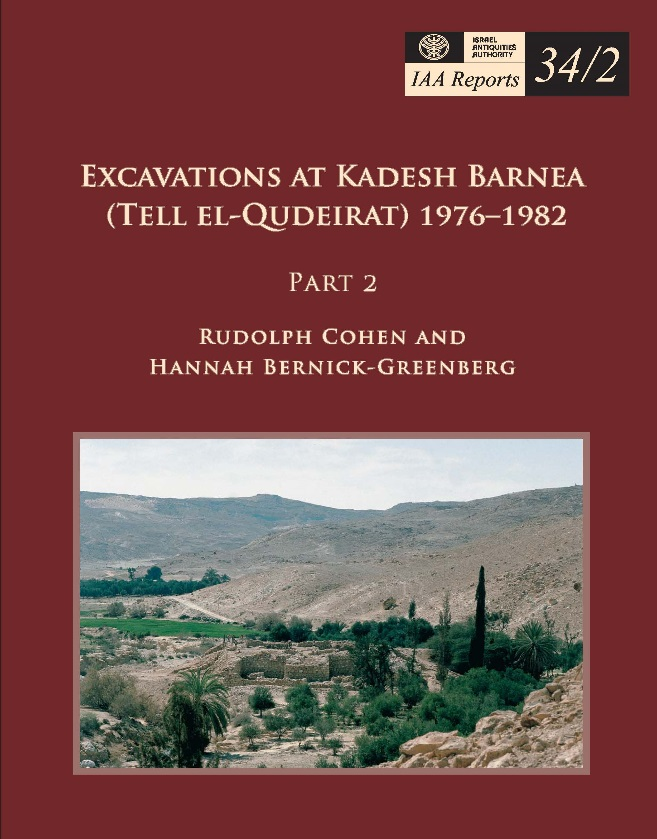 ISRAEL
ANTIQUITIES
AUTHORITY
IAA Reports
34/2
Excavations at Kadesh Barnea
(Tell el-Qudeirat) 1976–1982
Part 2
Rudolph Cohen and
Hannah Bernick-Greenberg